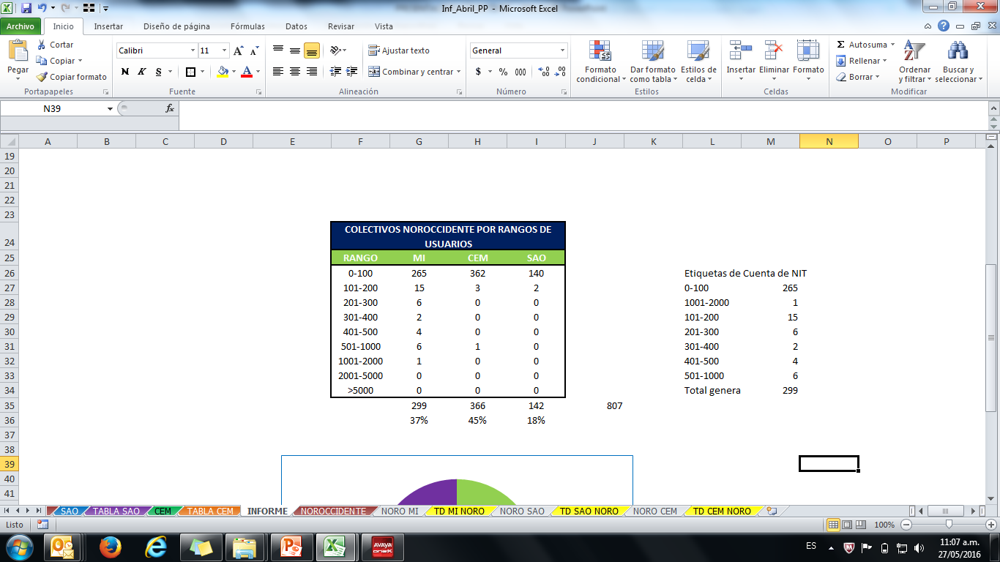 Inf_Abril_PP - Microsoft Excel
Archivo Inicio Insertar Diseño de página Fórmulas Datos Revisar Vista
Pegar
Cortar
Copiar
Copiar formato
Portapapeles
Calibri 11
N K S
Fuente
Ajustar texto
Combinar y centrar
Alineación
General
$ % 000
Número
Formato condicional
Dar formato como tabla
Estilos de celda
Estilos
Insertar Eliminar Formato
Celdas
Autosuma
Rellenar
Borrar
Ordenar y filtrar
Buscar y seleccionar
Modificar
N39 fx
A B C D E F G H I J K L M N O P
19
20
21
22
23
24 COLECTIVOS NOROCCIDENTE POR RANGOS DE
USUARIOS
25 RANGO MI CEM SAO
26 0-100 265 362 140 Etiquetas de Cuenta de NIT
27 101-200 15 3 2 0-100 265
28 201-300 6 0 0 1001-2000 1
29 301-400 2 0 0 101-200 15
30 401-500 4 0 0 201-300 6
31 501-1000 6 1 0 301-400 2
32 1001-2000 1 0 0 401-500 4
33 2001-5000 0 0 0 501-1000 6
34 >5000 0 0 0 Total genera 299
35 299 366 142 807
36 37% 45% 18%
37
38
39
40
41
SAO TABLA SAO CEM TABLA CEM INFORME NOROCCIDENTE NORO MI TD MI NORO NORO SAO TD SAO NORO NORO CEM TD CEM NORO
Listo 100%
AVAYA
one-X
ES 11:07 a.m.
27/05/2016